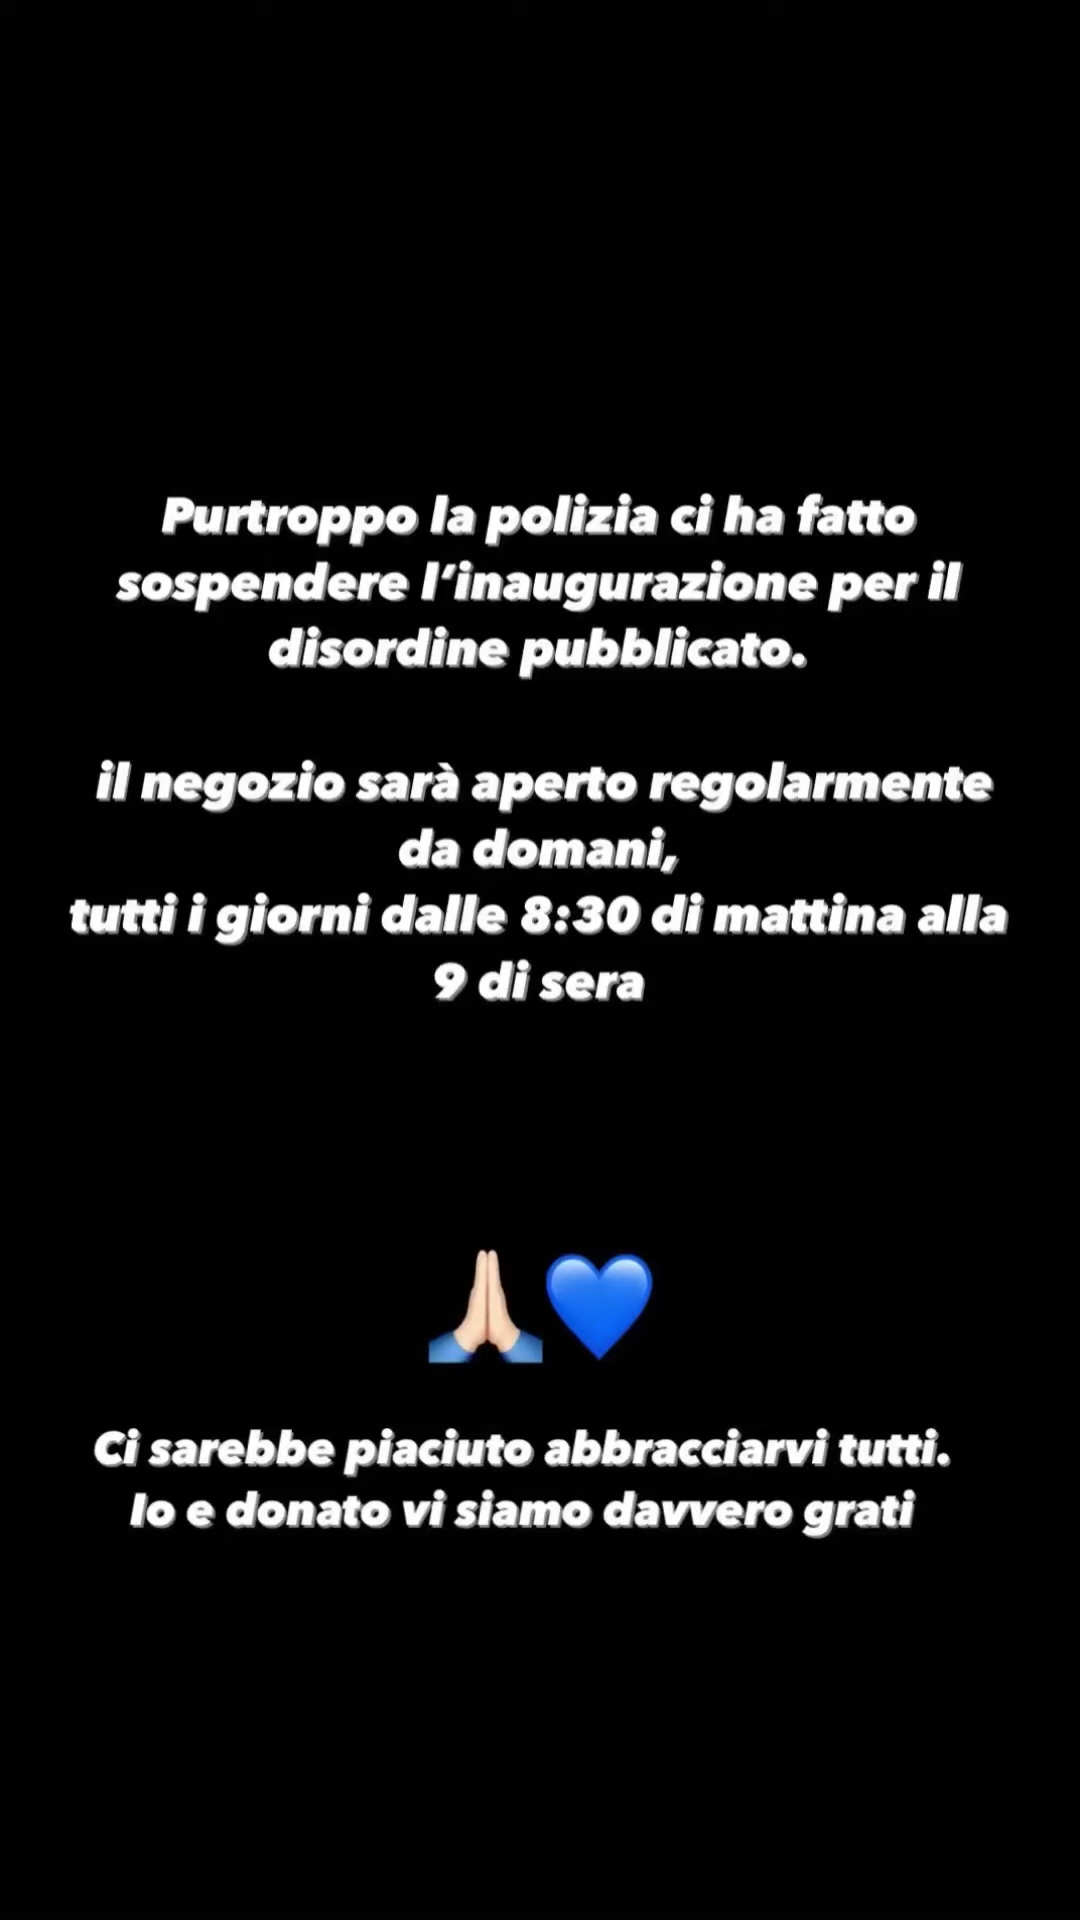 Purtroppo la polizia ci ha fatto
sospendere l’inaugurazione per il
disordine pubblicato.
il negozio sarà aperto regolarmente
da domani,
tutti i giorni dalle 8:30 di mattina alla
9 di sera
🙏🏻💙
Ci sarebbe piaciuto abbracciarvi tutti.
Io e donato vi siamo davvero grati